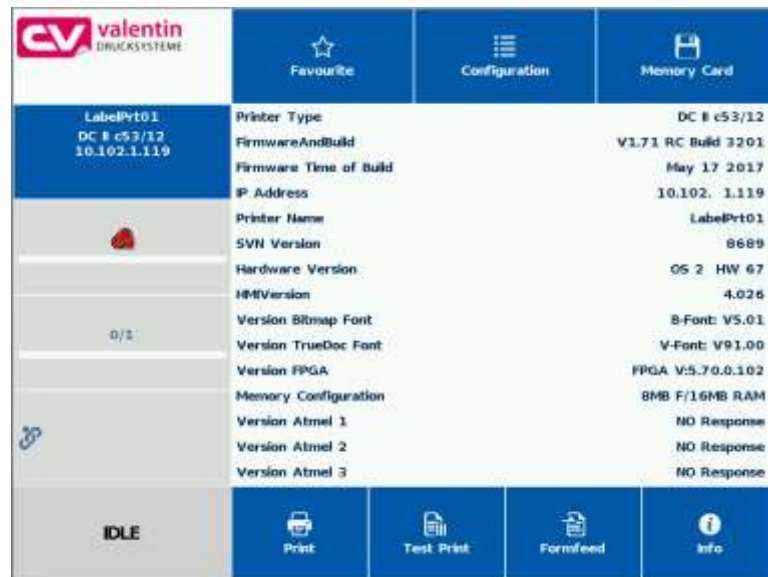 CV valentin
DRUCKSYSTEME
Favourite
Configuration
Memory Card
LabelPrt01
DC II c53/12
10.102.1.119
Printer Type DC II c53/12
FirmwareAndBuild V1.71 RC Build 3201
Firmware Time of Build May 17 2017
IP Address 10.102. 1.119
Printer Name LabelPrt01
SVN Version 8689
Hardware Version OS 2 HW 67
HMIVersion 4.026
Version Bitmap Font B-Font: V5.01
Version TrueDoc Font V-Font: V91.00
Version FPGA FPGA V:5.70.0.102
Memory Configuration 8MB F/16MB RAM
Version Atmel 1 NO Response
Version Atmel 2 NO Response
Version Atmel 3 NO Response
0/1
IDLE
Print
Test Print
Formfeed
Info